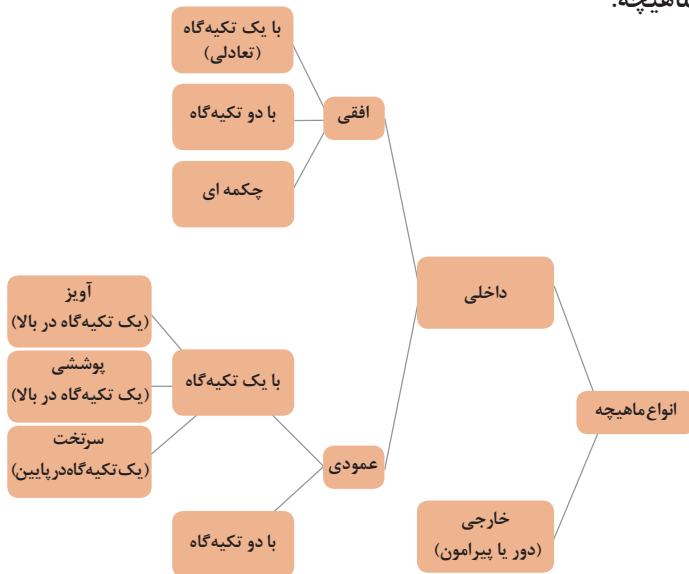 ماهیچه:
انواع ماهیچه
داخلی
افقی
با یک تکیه‌گاه
(تعادلی)
با دو تکیه‌گاه
چکمه ای
عمودی
با یک تکیه‌گاه
آویز
(یک تکیه‌گاه در بالا)
پوششی
(یک تکیه‌گاه در بالا)
سرتخت
(یک‌تکیه‌گاه‌درپایین)
با دو تکیه‌گاه
خارجی
(دور یا پیرامون)